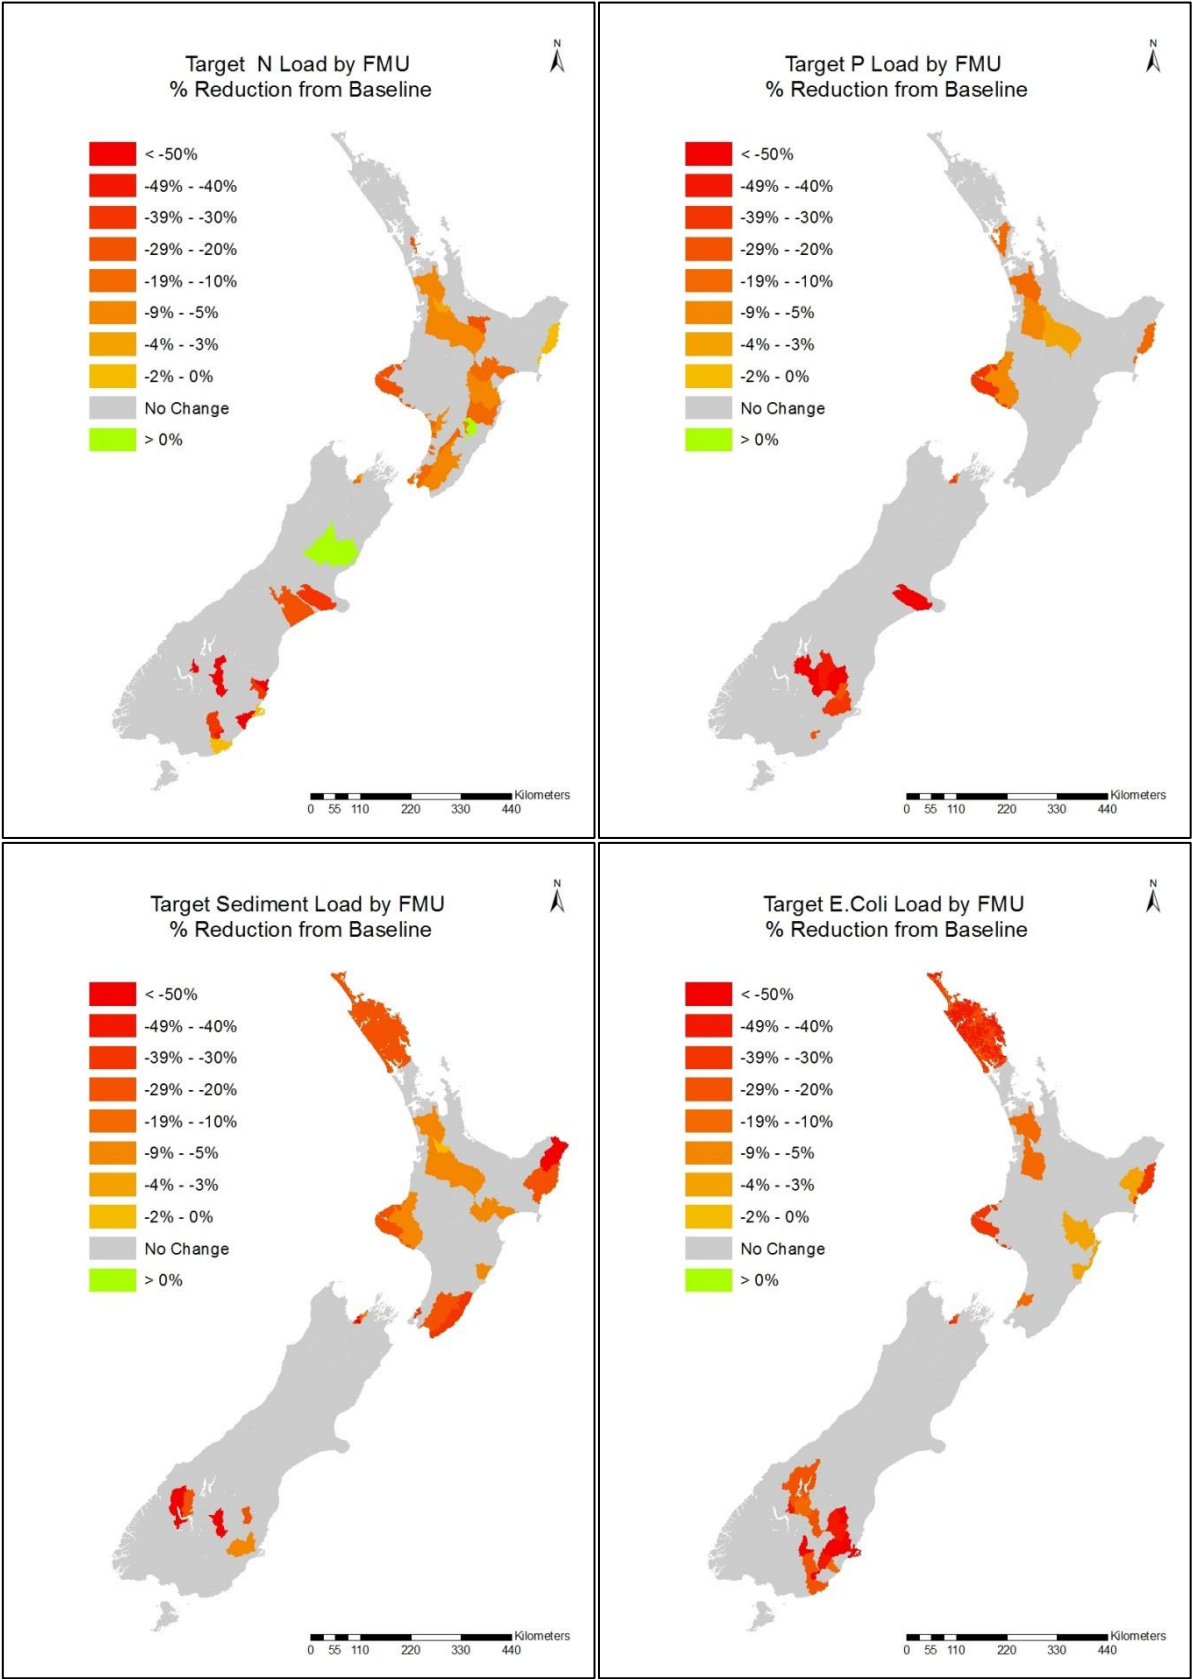 N
Target  N Load by FMU
% Reduction from Baseline
< -50%
-49% - -40%
-39% - -30%
-29% - -20%
-19% - -10%
-9% - -5%
-4% - -3%
-2% - 0%
No Change
> 0%
Kilometers
0 55 110 220 330 440
N
Target P Load by FMU
% Reduction from Baseline
< -50%
-49% - -40%
-39% - -30%
-29% - -20%
-19% - -10%
-9% - -5%
-4% - -3%
-2% - 0%
No Change
> 0%
Kilometers
0 55 110 220 330 440
N
Target Sediment Load by FMU
% Reduction from Baseline
< -50%
-49% - -40%
-39% - -30%
-29% - -20%
-19% - -10%
-9% - -5%
-4% - -3%
-2% - 0%
No Change
> 0%
Kilometers
0 55 110 220 330 440
N
Target E.Coli Load by FMU
% Reduction from Baseline
< -50%
-49% - -40%
-39% - -30%
-29% - -20%
-19% - -10%
-9% - -5%
-4% - -3%
-2% - 0%
No Change
> 0%
Kilometers
0 55 110 220 330 440